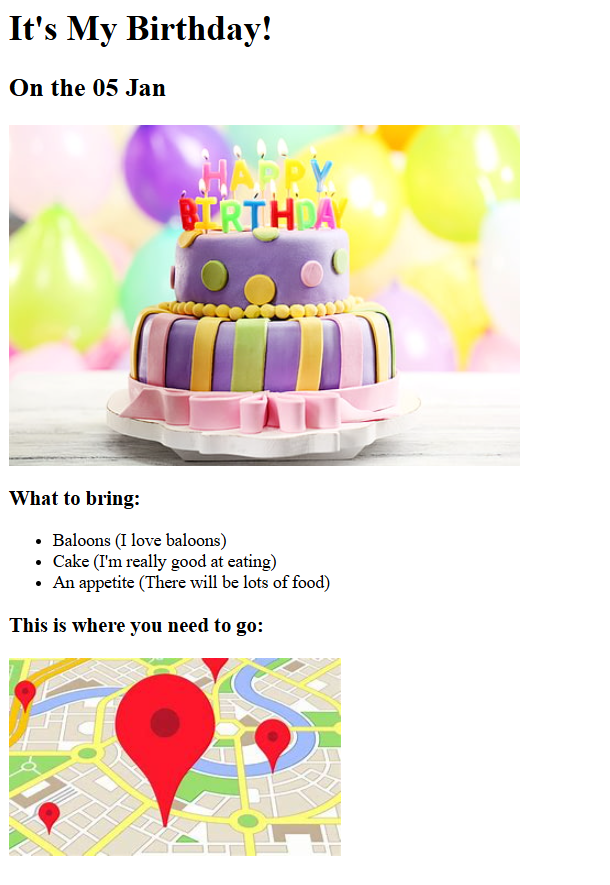 It's My Birthday!
On the 05 Jan
HAPPY
BIRTHDAY
What to bring:
Baloons (I love baloons)
Cake (I'm really good at eating)
An appetite (There will be lots of food)
This is where you need to go: